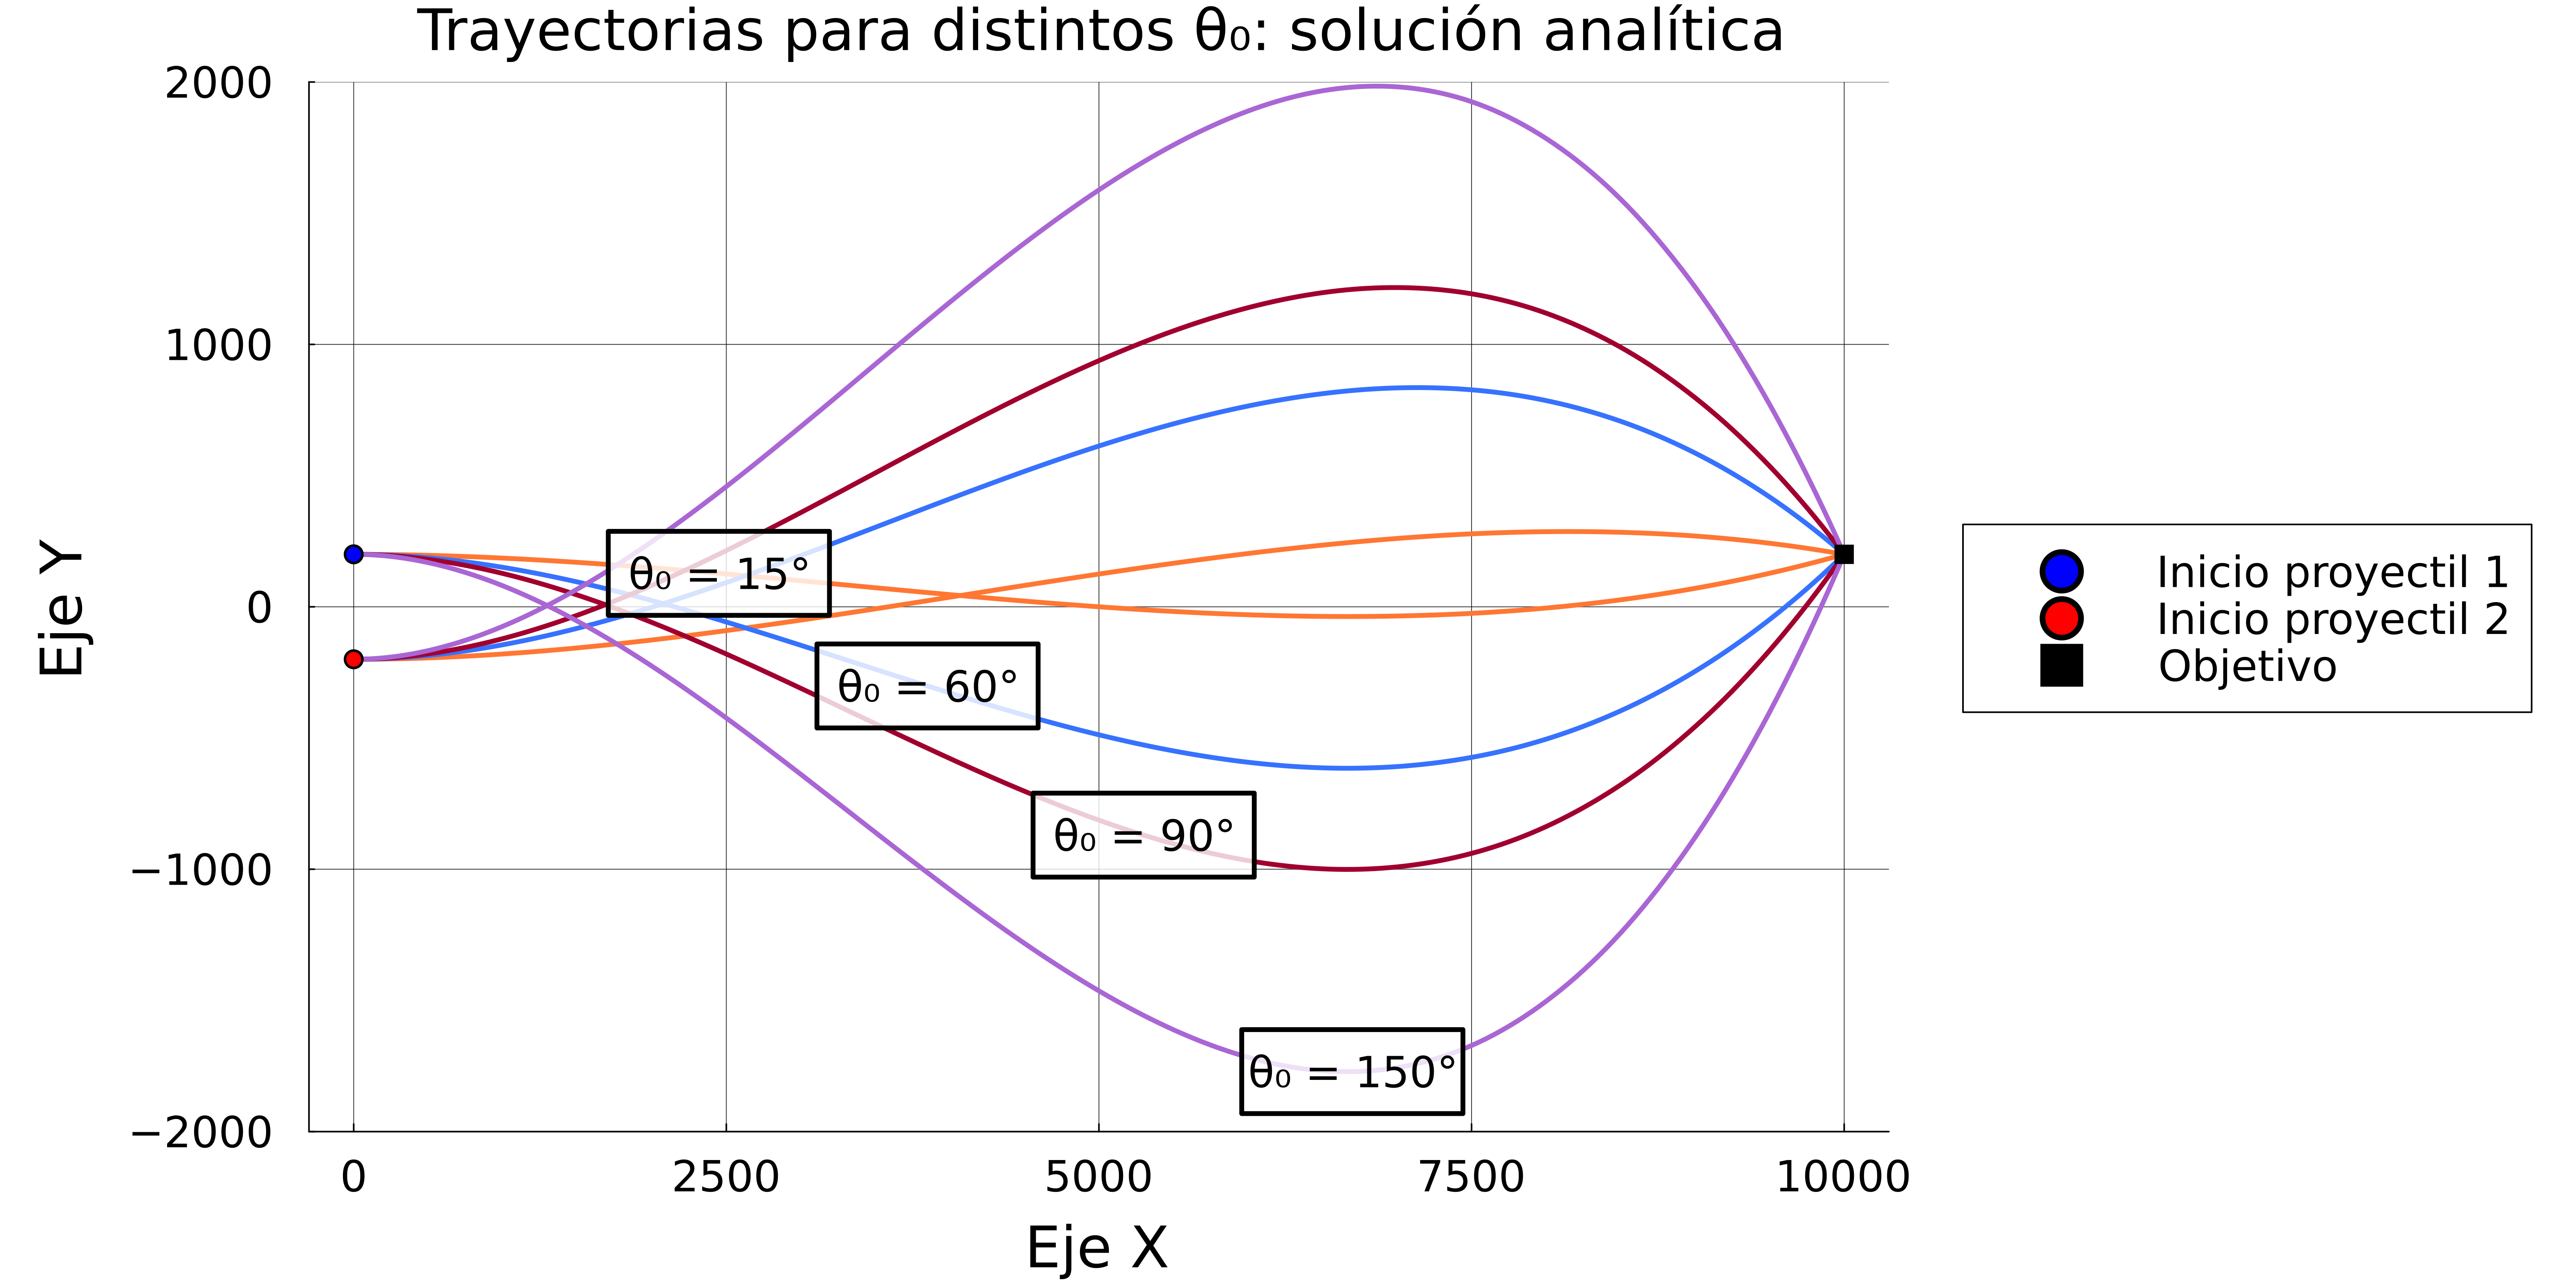 Trayectorias para distintos θ₀: solución analítica
2000
1000
0
−1000
−2000
Eje Y
θ₀ = 15°
θ₀ = 60°
θ₀ = 90°
θ₀ = 150°
0 2500 5000 7500 10000
Eje X
Inicio proyectil 1
Inicio proyectil 2
Objetivo